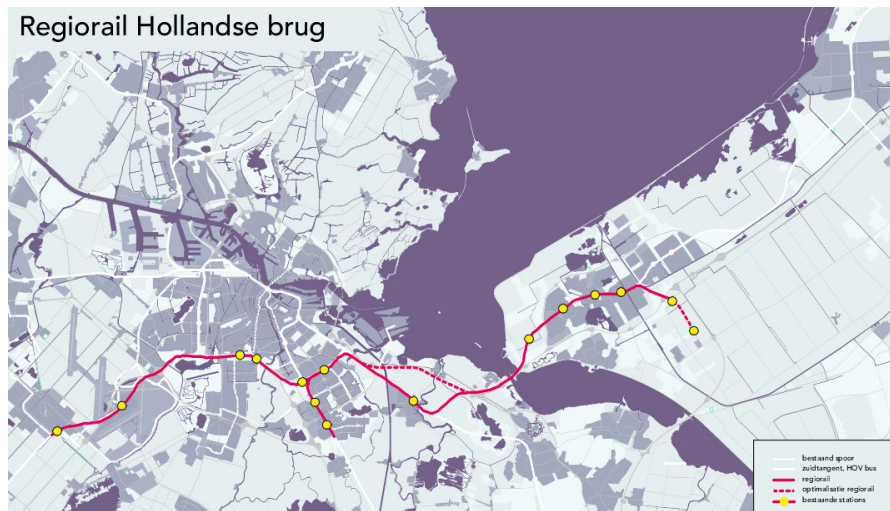 Regiorail Hollandse brug
bestaand spoor
zuidtangent, HOV bus
regiorail
optimalisatie regiorail
bestaande stations